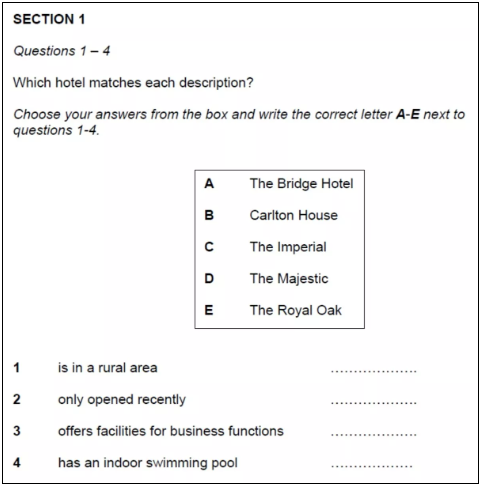 SECTION 1
Questions 1 – 4
Which hotel matches each description?
Choose your answers from the box and write the correct letter A-E next to
questions 1-4.
A The Bridge Hotel
B Carlton House
C The Imperial
D The Majestic
E The Royal Oak
1 is in a rural area ...................
2 only opened recently ...................
3 offers facilities for business functions ...................
4 has an indoor swimming pool ..................